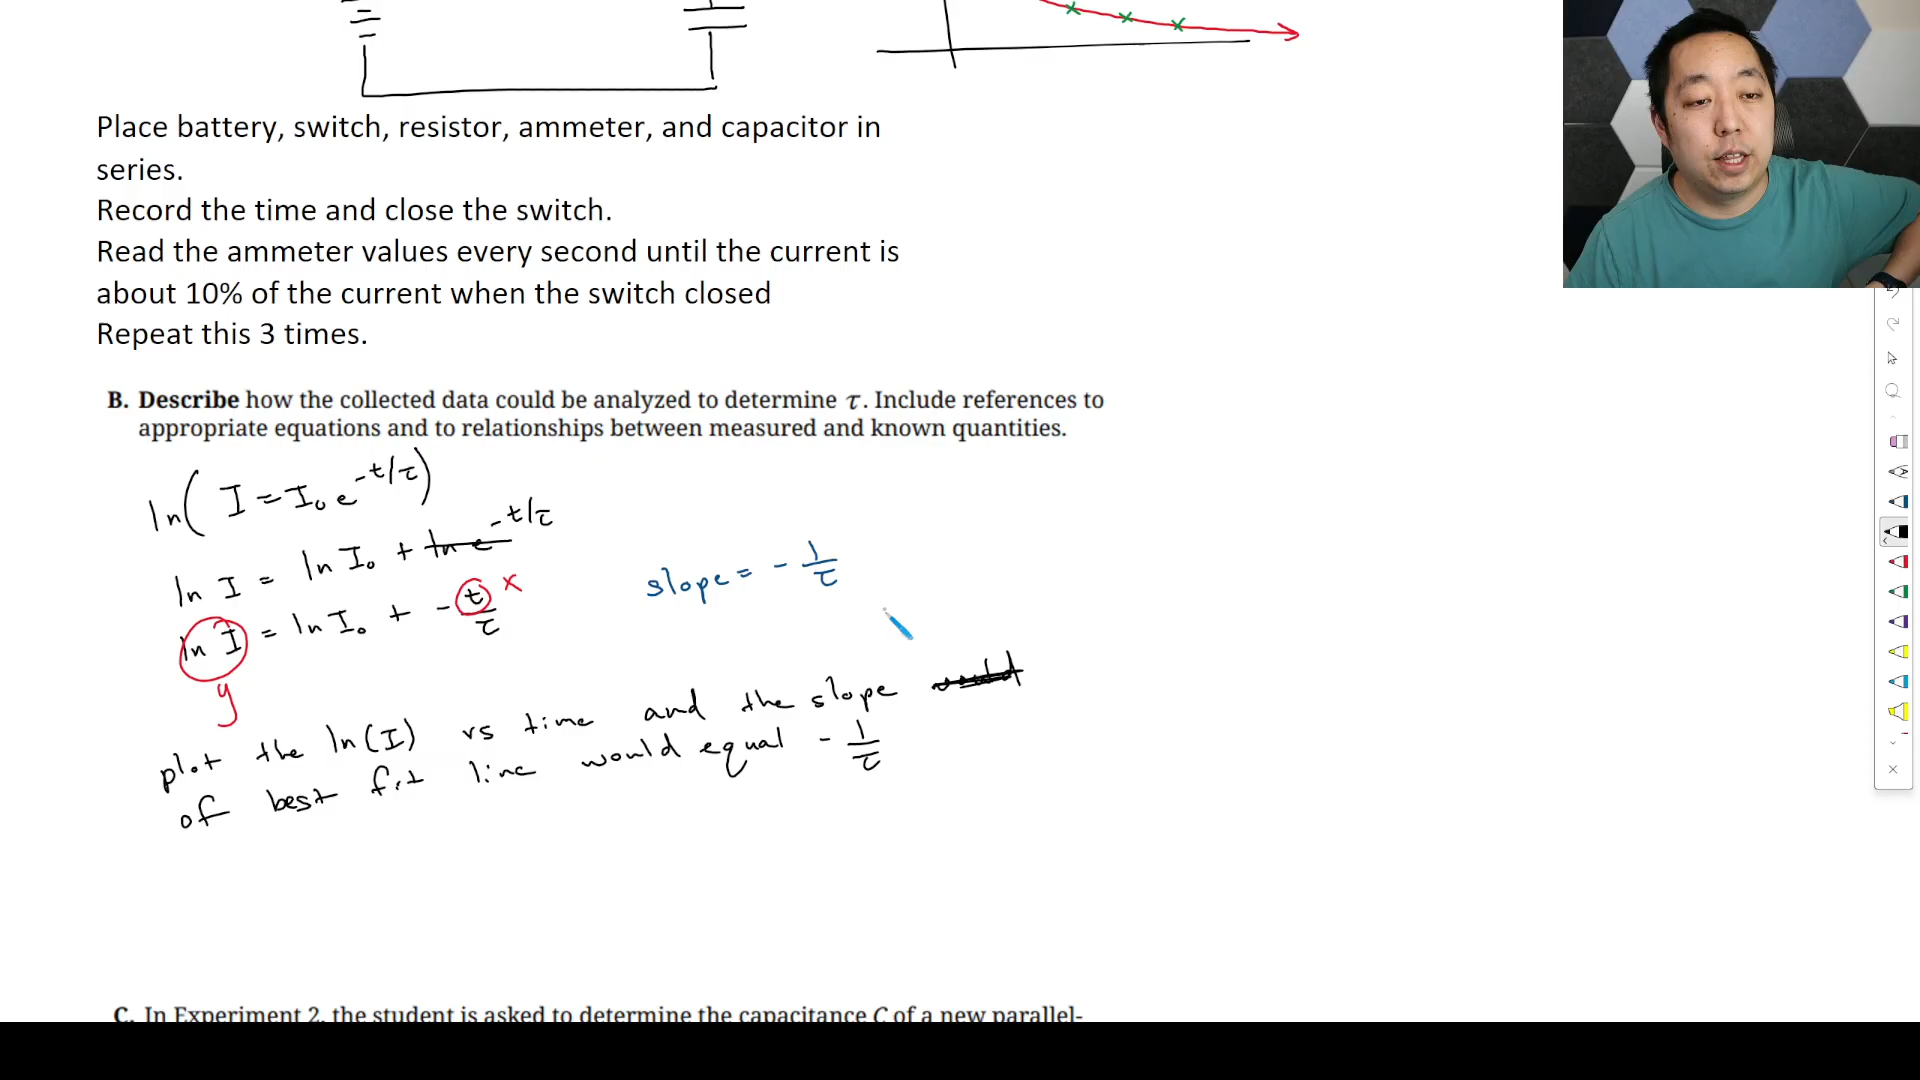 Place battery, switch, resistor, ammeter, and capacitor in
series.
Record the time and close the switch.
Read the ammeter values every second until the current is
about 10% of the current when the switch closed
Repeat this 3 times.
B. Describe how the collected data could be analyzed to determine τ. Include references to
appropriate equations and to relationships between measured and known quantities.
ln( I = I₀ e^-t/τ )
ln I = ln I₀ + ln e^-t/τ
ln I = ln I₀ + - t/τ x
y
slope = - 1/τ
plot the ln(I) vs time and the slope
of best fit line would equal - 1/τ
C. In Experiment 2, the student is asked to determine the capacitance C of a new parallel-